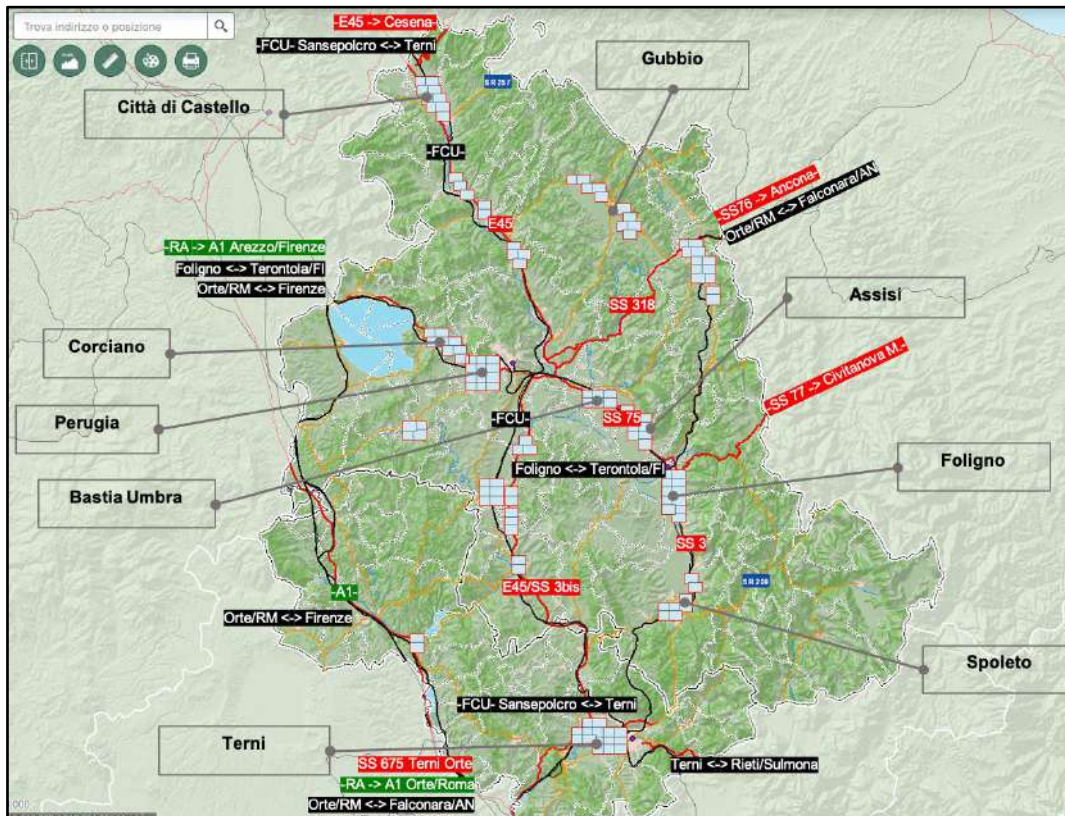 Trova indirizzo o posizione
-E45 -> Cesena-
-FCU- Sansepolcro <-> Terni
Gubbio
SR 257
Città di Castello
-FCU-
-SS76 -> Ancona-
Orte/RM <-> Falconara/AN
E45
-RA -> A1 Arezzo/Firenze
Foligno <-> Terontola/FI
Orte/RM <-> Firenze
Assisi
SS 318
Corciano
-SS 77 -> Civitanova M.-
Perugia
-FCU-
SS 75
Foligno <-> Terontola/FI
Foligno
Bastia Umbra
SS 3
E45/SS 3bis
SR 209
-A1-
Orte/RM <-> Firenze
Spoleto
-FCU- Sansepolcro <-> Terni
Terni
SS 675 Terni Orte
Terni <-> Rieti/Sulmona
-RA -> A1 Orte/Roma
Orte/RM <-> Falconara/AN